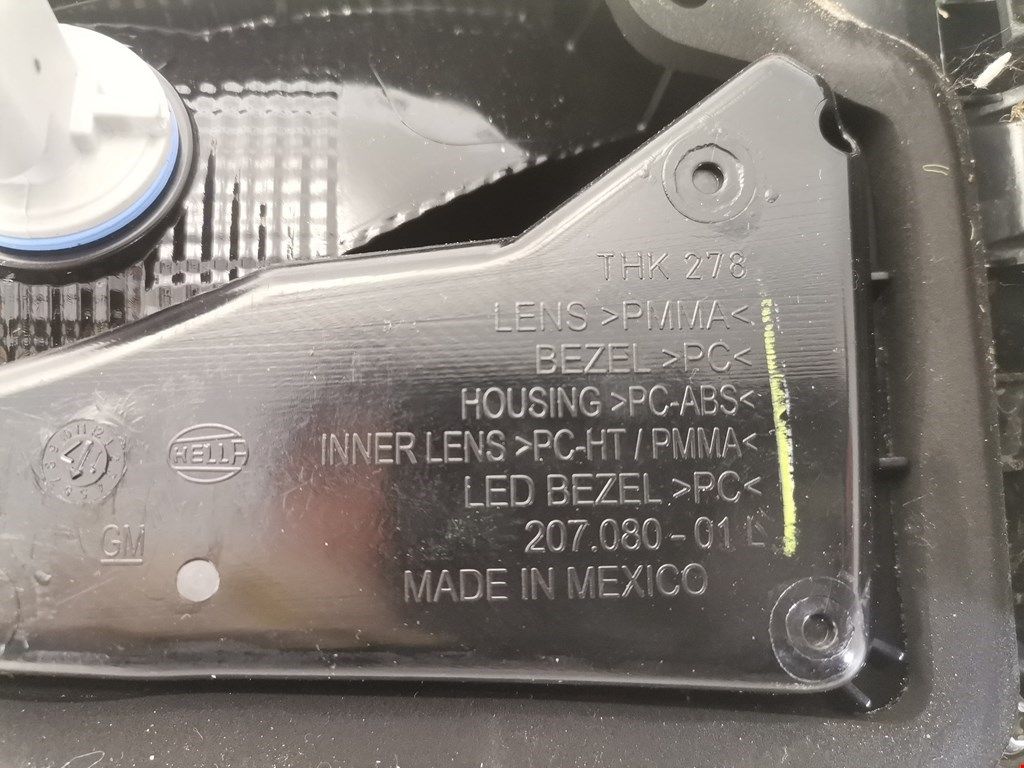 THK 278
LENS >PMMA<
BEZEL >PC<
HOUSING >PC-ABS<
INNER LENS >PC-HT / PMMA<
LED BEZEL >PC<
207.080 - 01 L
MADE IN MEXICO
HELLA
GM